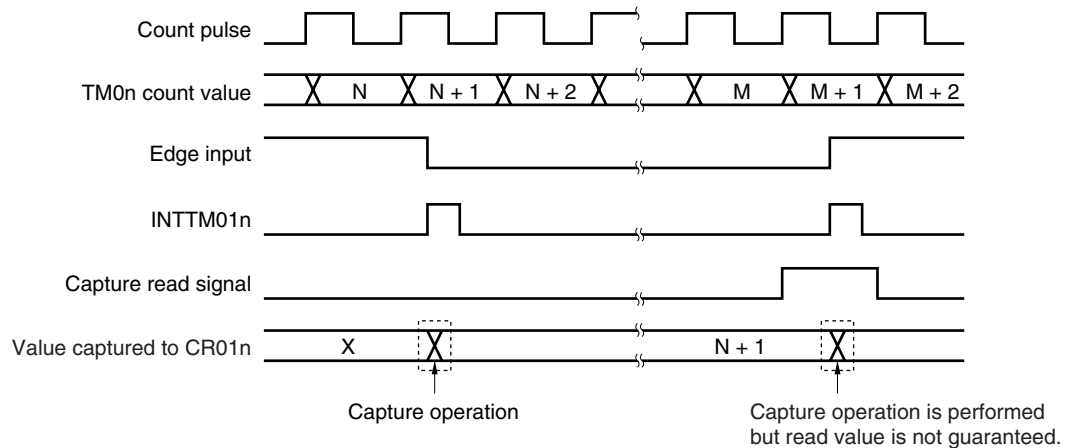 Count pulse
TM0n count value
N
N + 1
N + 2
M
M + 1
M + 2
Edge input
INTTM01n
Capture read signal
Value captured to CR01n
X
N + 1
Capture operation
Capture operation is performed
but read value is not guaranteed.